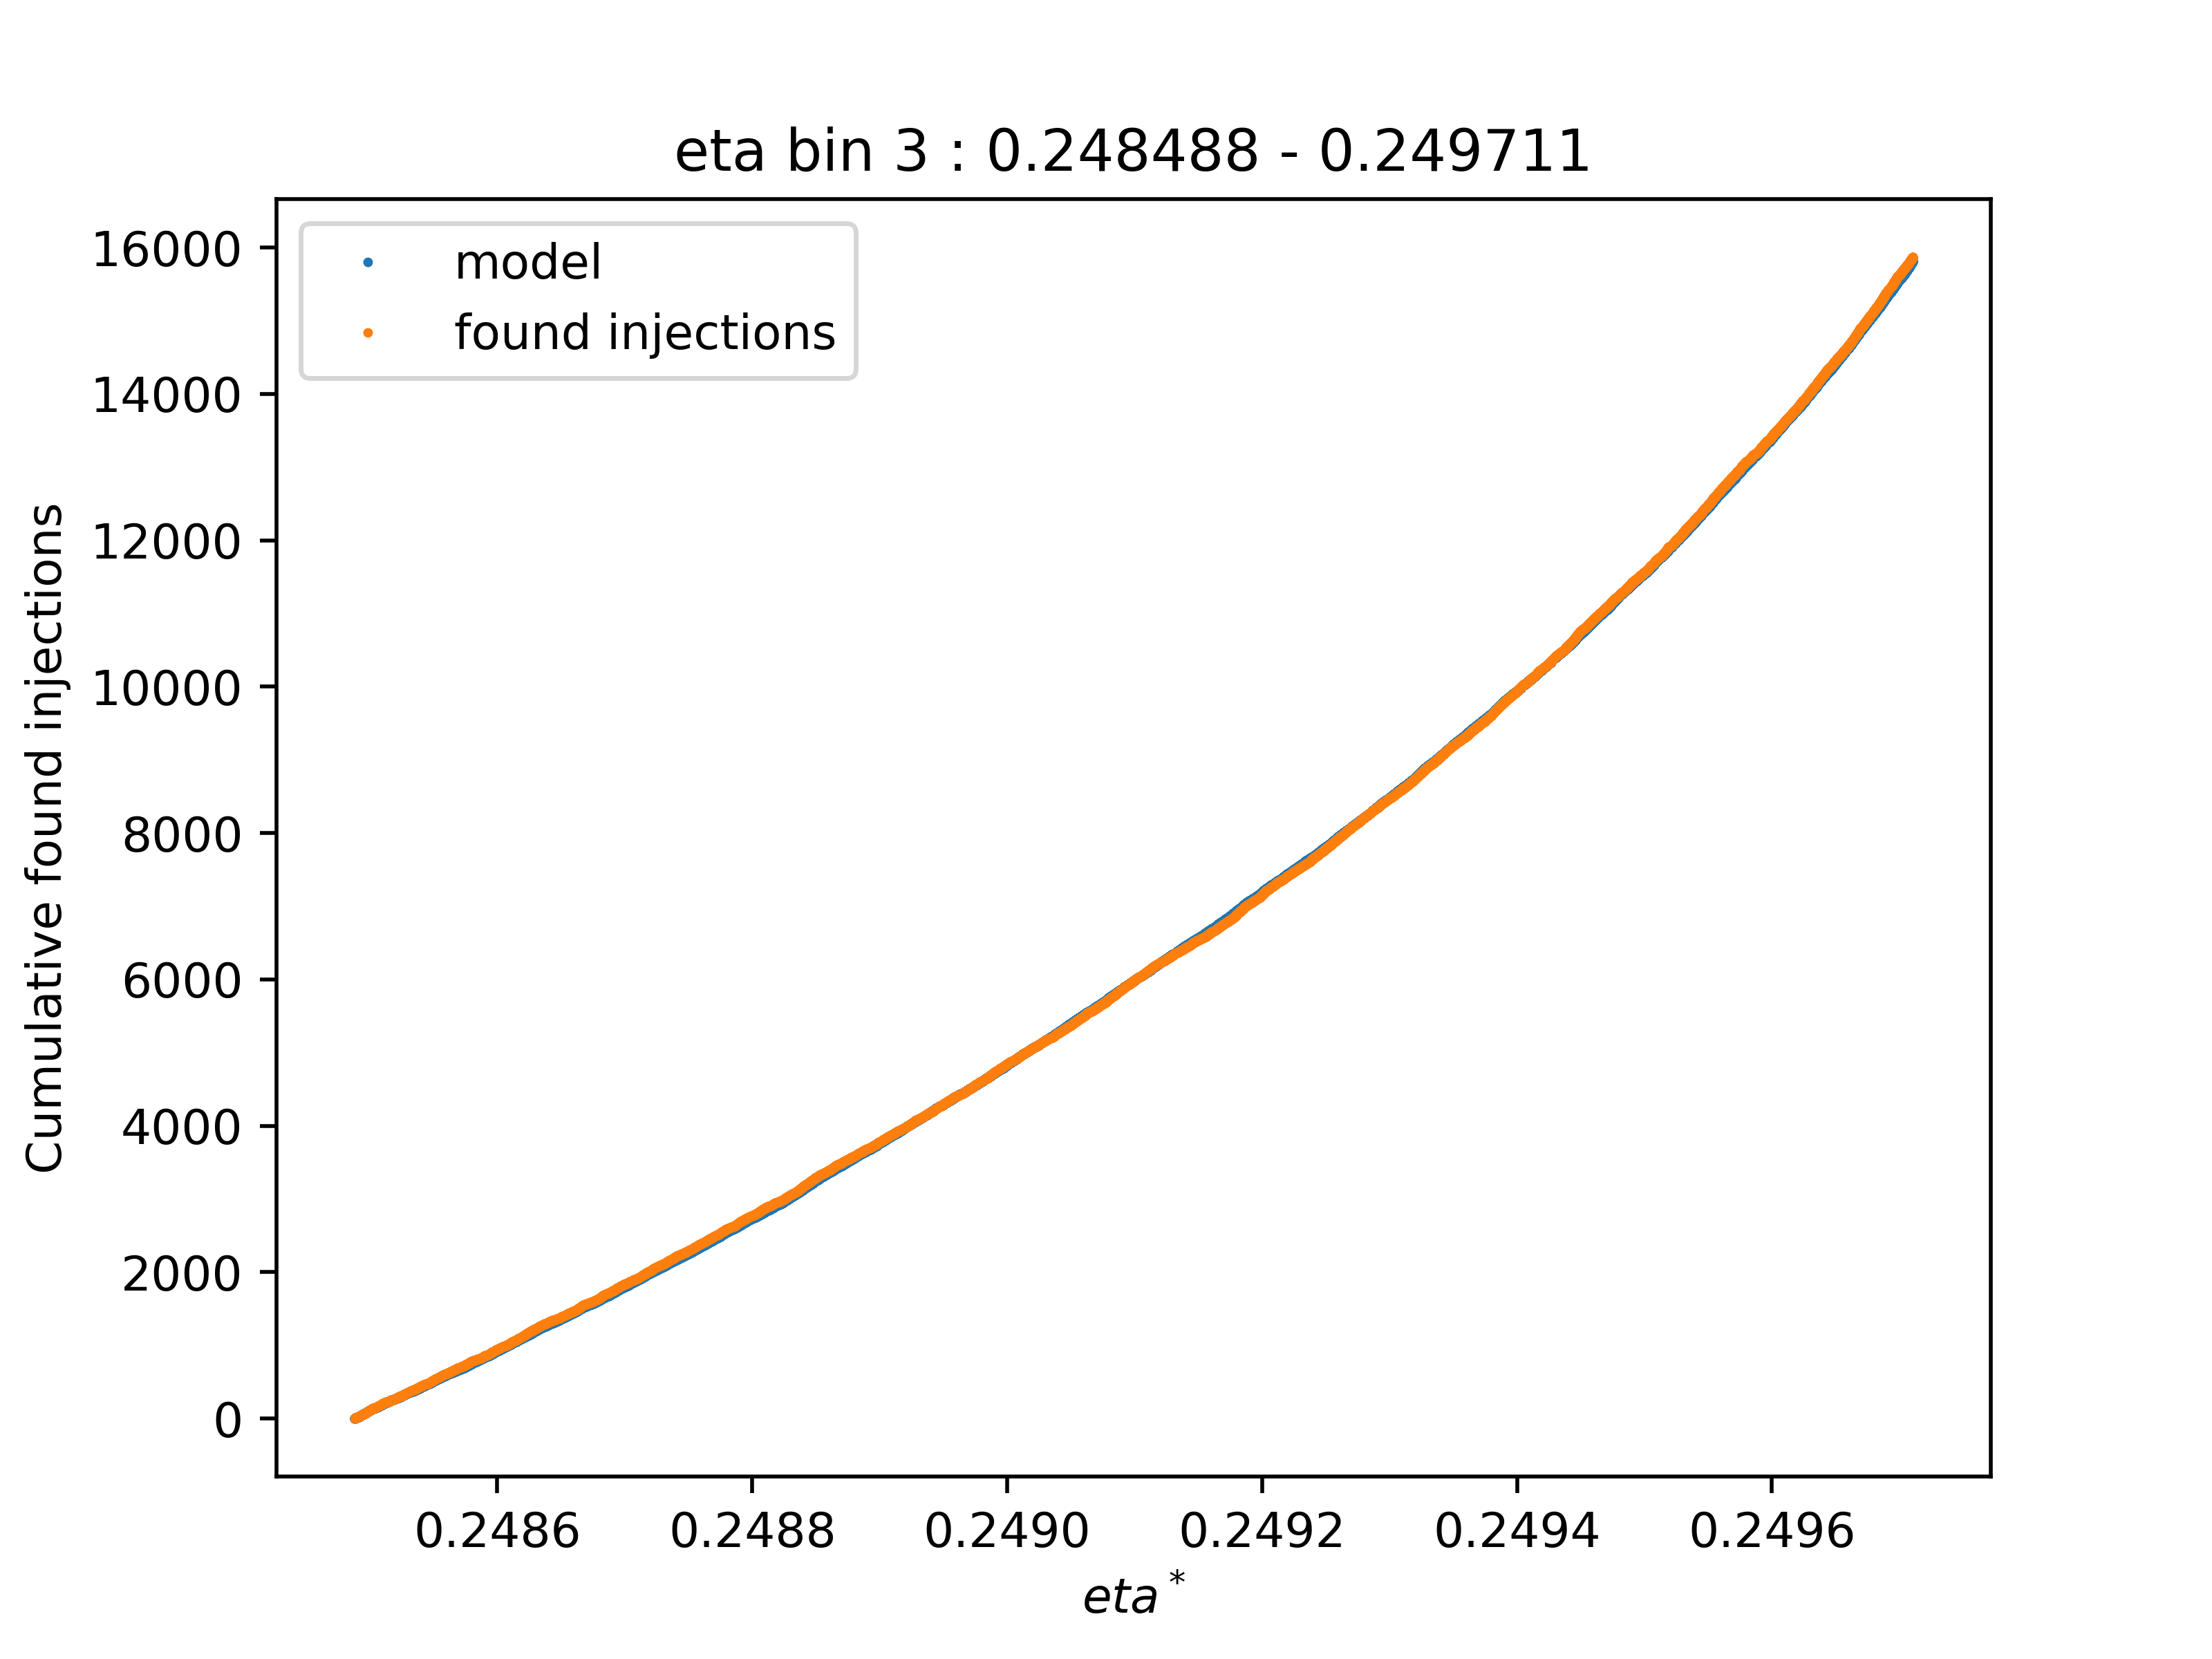 eta bin 3 : 0.248488 - 0.249711
model
found injections
16000
14000
12000
10000
8000
6000
4000
2000
0
Cumulative found injections
0.2486 0.2488 0.2490 0.2492 0.2494 0.2496
eta*